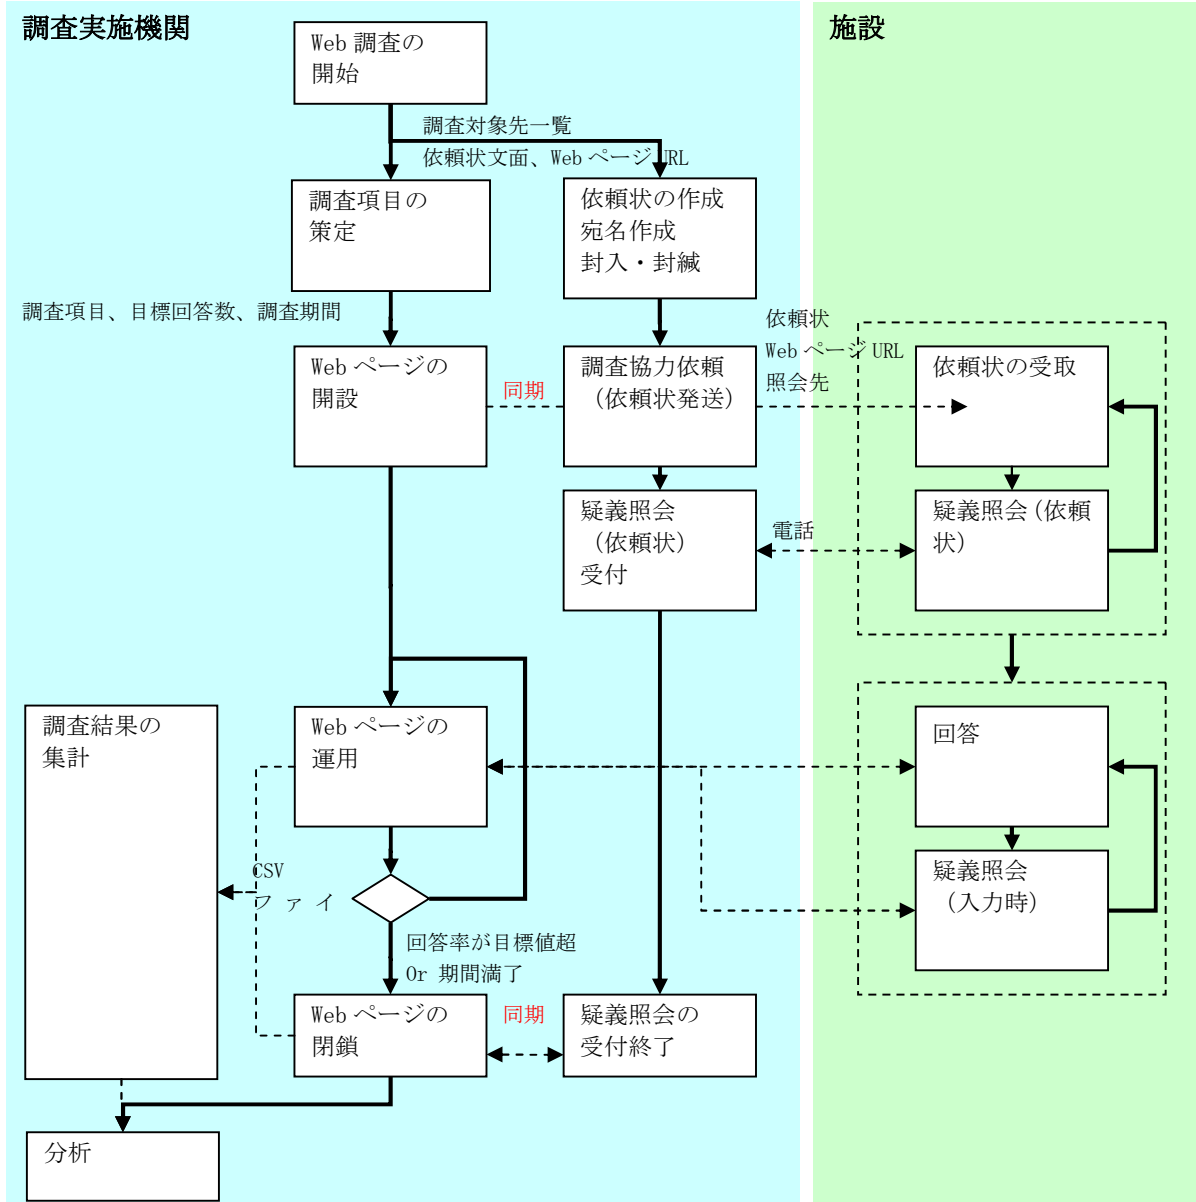 調査実施機関
施設
Web 調査の
開始
調査対象先一覧
依頼状文面、Web ページ URL
調査項目の
策定
依頼状の作成
宛名作成
封入・封緘
調査項目、目標回答数、調査期間
依頼状
Web ページ URL
照会先
Web ページの
開設
同期
調査協力依頼
（依頼状発送）
依頼状の受取
疑義照会
（依頼状）
受付
電話
疑義照会(依頼
状）
調査結果の
集計
Web ページの
運用
回答
CSV
ファイ
疑義照会
（入力時）
回答率が目標値超
Or 期間満了
Web ページの
閉鎖
同期
疑義照会の
受付終了
分析